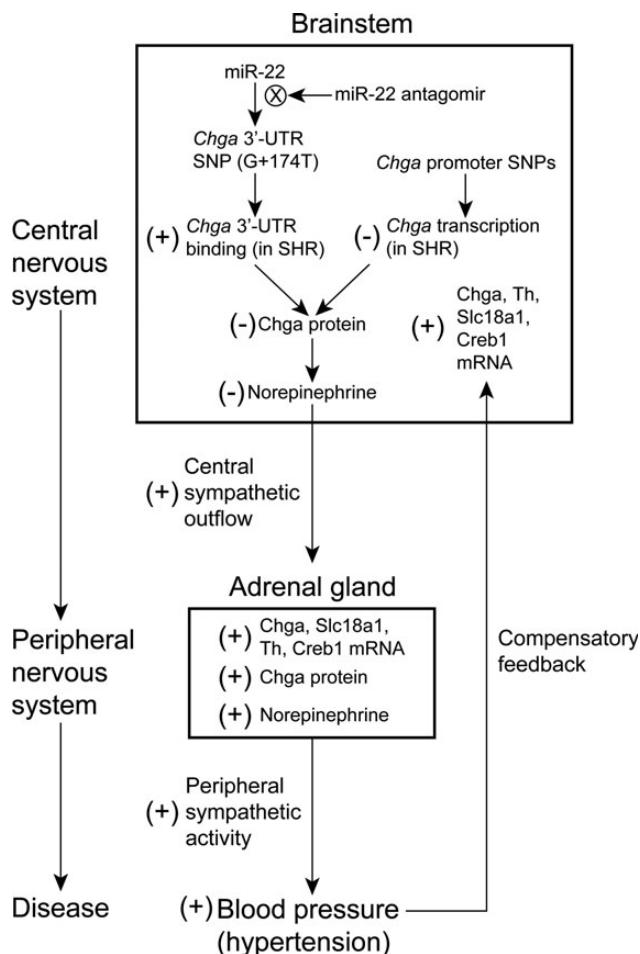 Brainstem
miR-22
miR-22 antagomir
Chga 3'-UTR
SNP (G+174T)
Chga promoter SNPs
(+) Chga 3'-UTR
binding (in SHR)
(-) Chga transcription
(in SHR)
Central
nervous
system
(-) Chga protein
(+) Chga, Th,
Slc18a1,
Creb1
mRNA
(-) Norepinephrine
(+) Central
sympathetic
outflow
Adrenal gland
(+) Chga, Slc18a1,
Th, Creb1 mRNA
(+) Chga protein
(+) Norepinephrine
Peripheral
nervous
system
Compensatory
feedback
(+) Peripheral
sympathetic
activity
Disease
(+) Blood pressure
(hypertension)